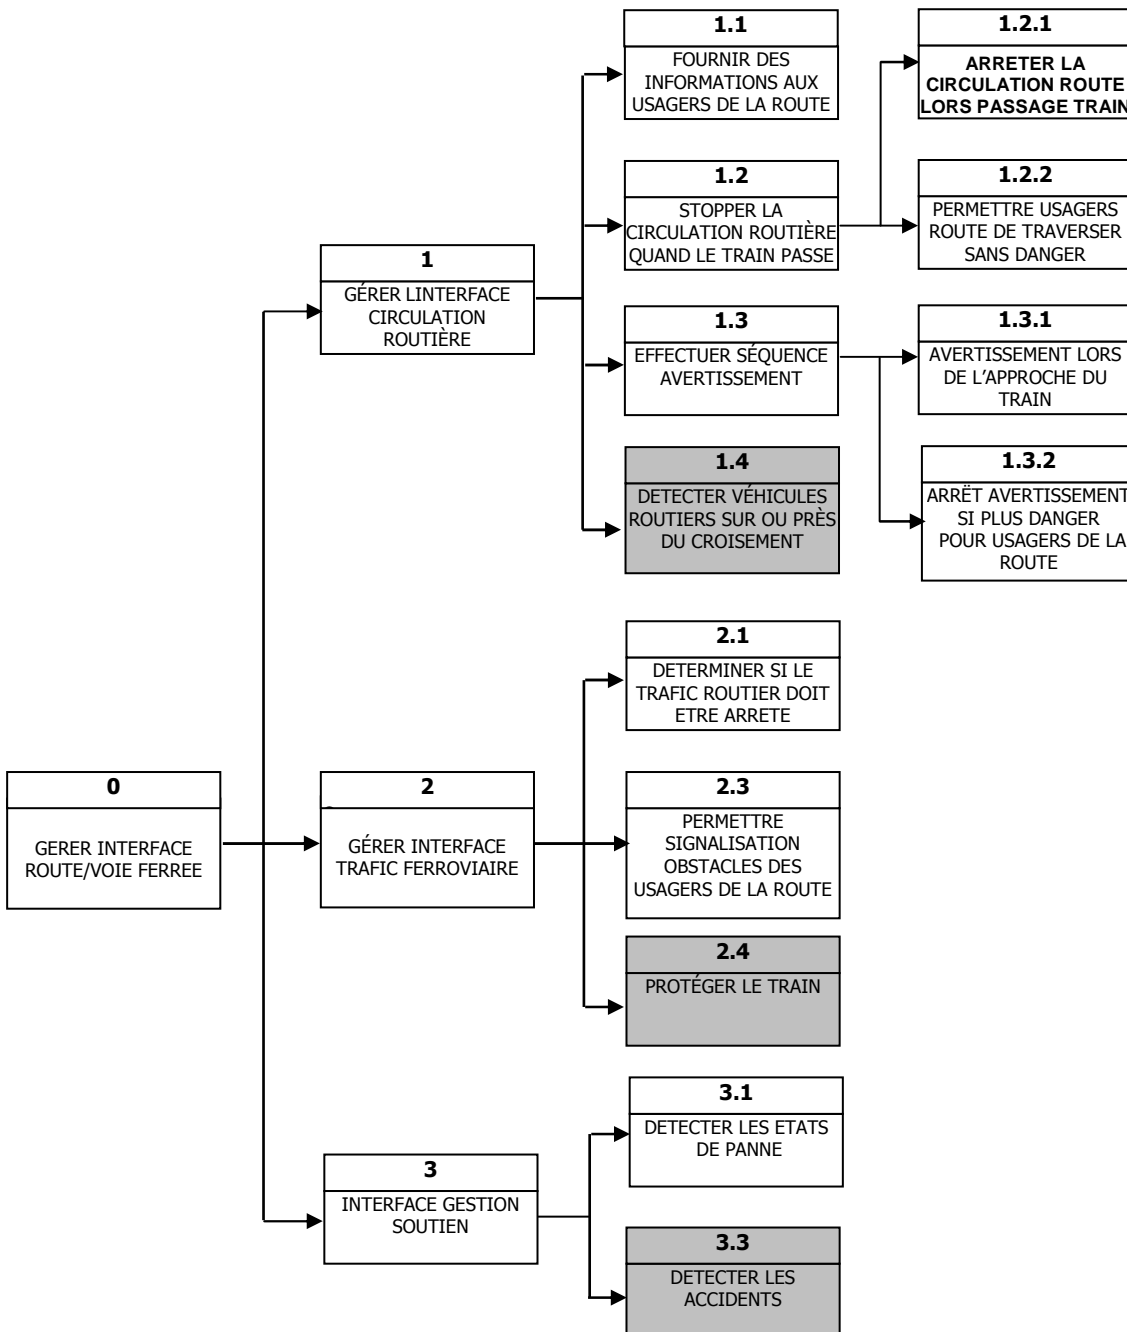 1.1
FOURNIR DES
INFORMATIONS AUX
USAGERS DE LA ROUTE
1.2.1
ARRETER LA
CIRCULATION ROUTE
LORS PASSAGE TRAIN
1.2
STOPPER LA
CIRCULATION ROUTIÈRE
QUAND LE TRAIN PASSE
1.2.2
PERMETTRE USAGERS
ROUTE DE TRAVERSER
SANS DANGER
1
GÉRER LINTERFACE
CIRCULATION
ROUTIÈRE
1.3
EFFECTUER SÉQUENCE
AVERTISSEMENT
1.3.1
AVERTISSEMENT LORS
DE L’APPROCHE DU
TRAIN
1.4
DETECTER VÉHICULES
ROUTIERS SUR OU PRÈS
DU CROISEMENT
1.3.2
ARRËT AVERTISSEMENT
SI PLUS DANGER
POUR USAGERS DE LA
ROUTE
2.1
DETERMINER SI LE
TRAFIC ROUTIER DOIT
ETRE ARRETE
0
GERER INTERFACE
ROUTE/VOIE FERREE
2
GÉRER INTERFACE
TRAFIC FERROVIAIRE
2.3
PERMETTRE
SIGNALISATION
OBSTACLES DES
USAGERS DE LA ROUTE
2.4
PROTÉGER LE TRAIN
3.1
DETECTER LES ETATS
DE PANNE
3
INTERFACE GESTION
SOUTIEN
3.3
DETECTER LES
ACCIDENTS